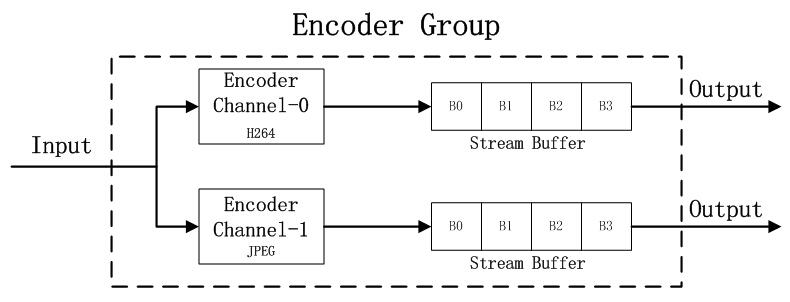 Encoder Group
Encoder
Channel-0
H264
B0 B1 B2 B3
Stream Buffer
Output
Input
Encoder
Channel-1
JPEG
B0 B1 B2 B3
Stream Buffer
Output